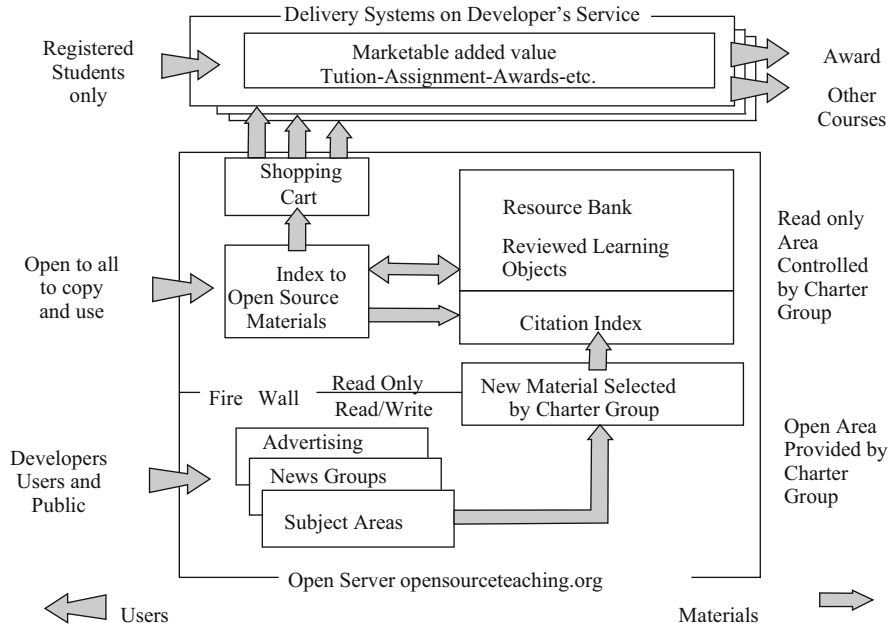 Delivery Systems on Developer's Service
Registered
Students
only
Marketable added value
Tution-Assignment-Awards-etc.
Award
Other
Courses
Shopping
Cart
Resource Bank
Reviewed Learning
Objects
Read only
Area
Controlled
by Charter
Group
Open to all
to copy
and use
Index to
Open Source
Materials
Citation Index
Fire Wall
Read Only
Read/Write
New Material Selected
by Charter Group
Developers
Users and
Public
Advertising
News Groups
Subject Areas
Open Area
Provided by
Charter
Group
Open Server opensourceteaching.org
Users
Materials